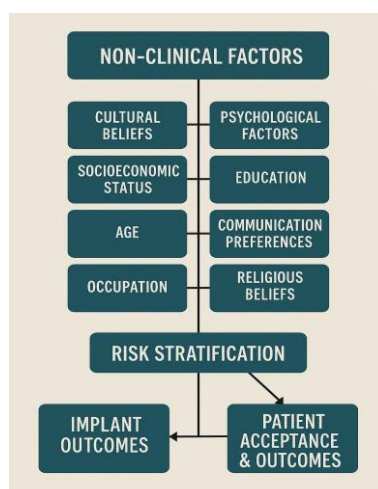 NON-CLINICAL FACTORS
CULTURAL
BELIEFS
PSYCHOLOGICAL
FACTORS
SOCIOECONOMIC
STATUS
EDUCATION
AGE
COMMUNICATION
PREFERENCES
OCCUPATION
RELIGIOUS
BELIEFS
RISK STRATIFICATION
IMPLANT
OUTCOMES
PATIENT
ACCEPTANCE
& OUTCOMES